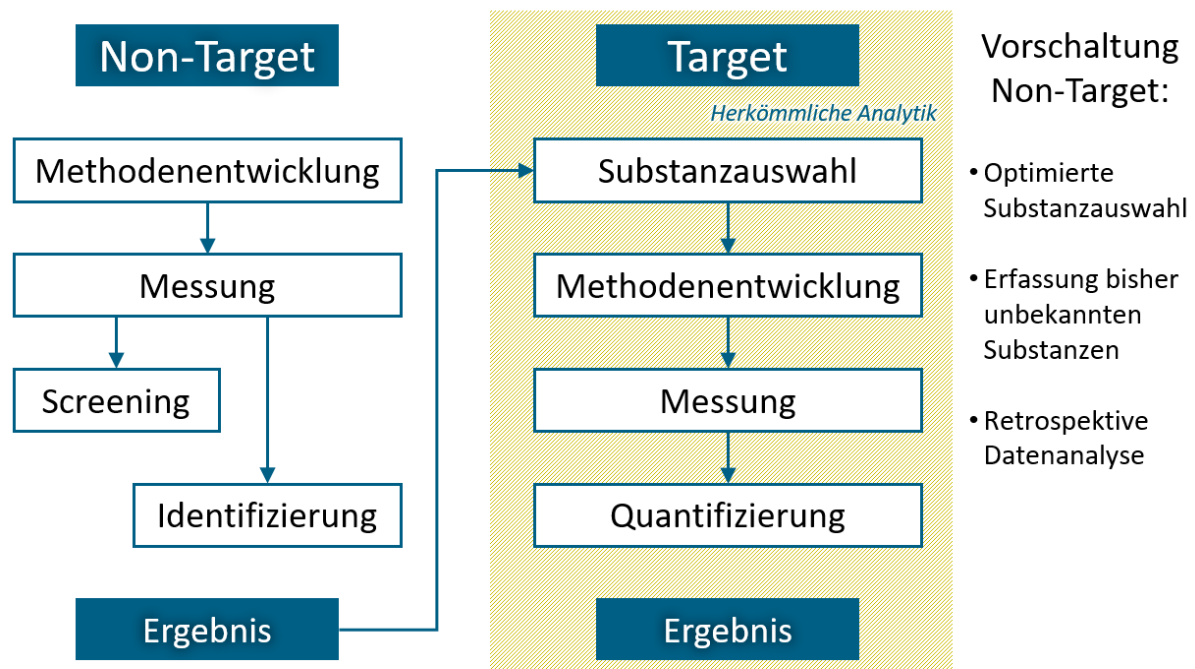 Non-Target
Methodenentwicklung
Messung
Screening
Identifizierung
Ergebnis
Target
Herkömmliche Analytik
Substanzauswahl
Methodenentwicklung
Messung
Quantifizierung
Ergebnis
Vorschaltung
Non-Target:
• Optimierte
Substanzauswahl
• Erfassung bisher
unbekannten
Substanzen
• Retrospektive
Datenanalyse